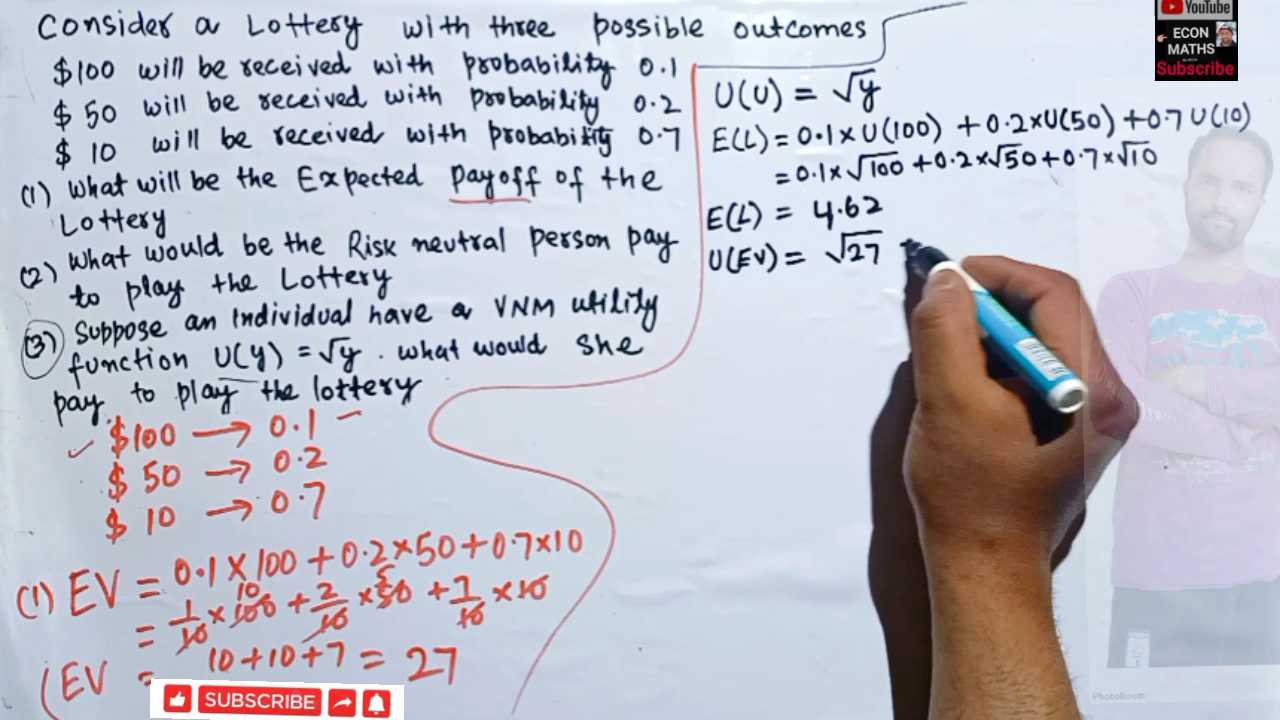 Consider a Lottery with three possible outcomes
$100 will be received with probability 0.1
$ 50 will be received with probability 0.2
$ 10 will be received with probability 0.7
(1) What will be the Expected payoff of the
Lottery
(2) What would be the Risk neutral person pay
to play the Lottery
(3) Suppose an individual have a VNM utility
function U(y) = √y . what would she
pay to play the lottery
✓ $100 → 0.1
$ 50 → 0.2
$ 10 → 0.7
(1) EV = 0.1 × 100 + 0.2 × 50 + 0.7 × 10
= 1/10 × 100 10 + 2/10 × 50 5 + 7/10 × 10
(EV = 10 + 10 + 7 = 27
U(U) = √y
E(L) = 0.1 × U(100) + 0.2 × U(50) + 0.7 U(10)
= 0.1 × √100 + 0.2 × √50 + 0.7 × √10
E(L) = 4.62
U(EV) = √27
YouTube
ECON
MATHS
Subscribe
SUBSCRIBE
PhotoRoom